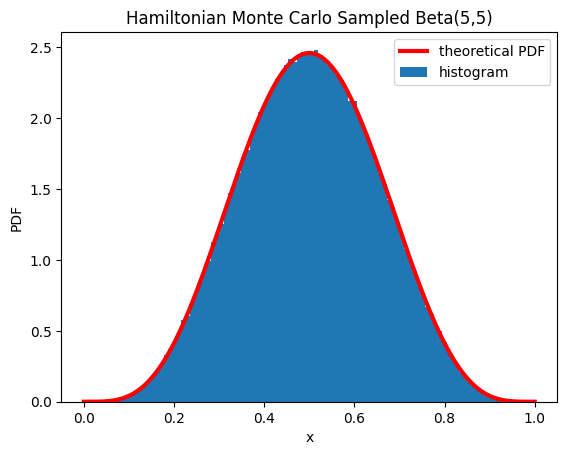 Hamiltonian Monte Carlo Sampled Beta(5,5)
theoretical PDF
histogram
2.5
2.0
1.5
1.0
0.5
0.0
PDF
0.0 0.2 0.4 0.6 0.8 1.0
x